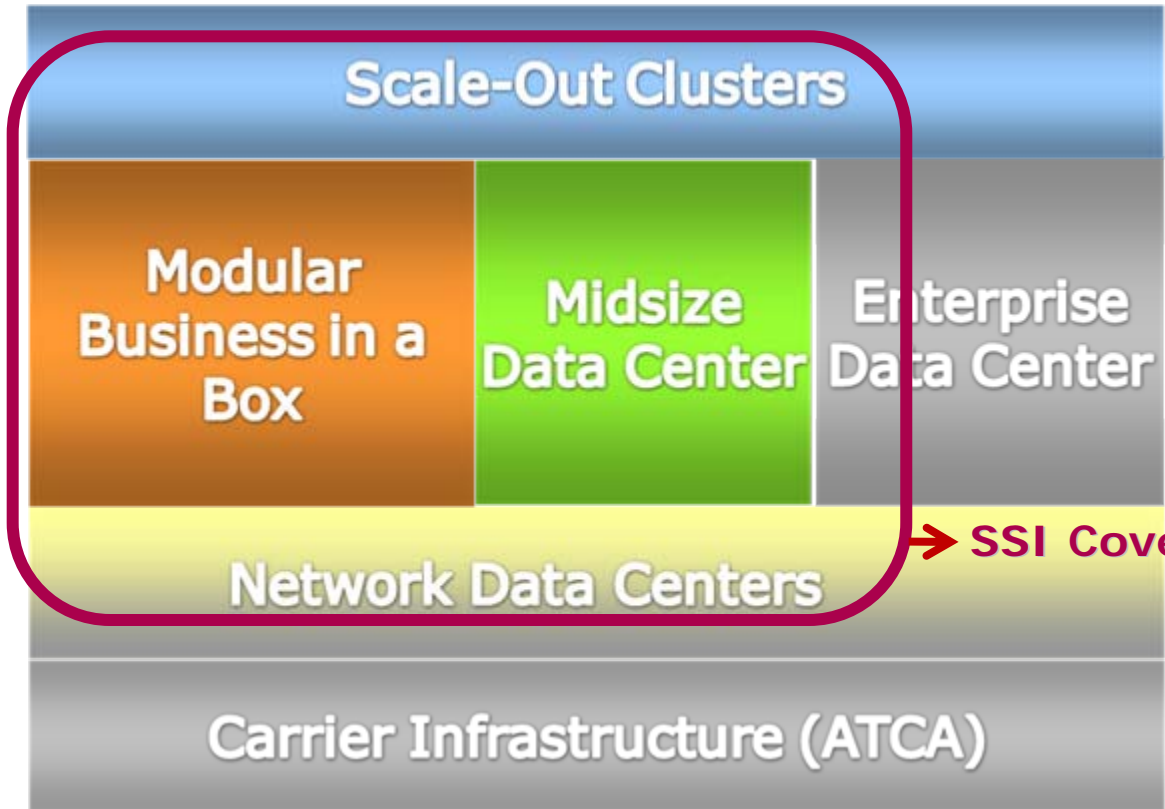 Scale-Out Clusters
Modular
Business in a
Box
Midsize
Data Center
Enterprise
Data Center
SSI Cove
Network Data Centers
Carrier Infrastructure (ATCA)